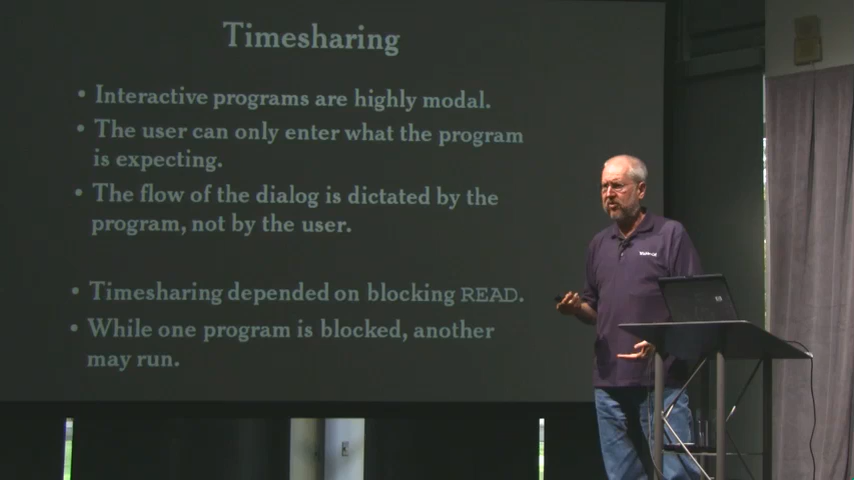 Timesharing
• Interactive programs are highly modal.
• The user can only enter what the program
is expecting.
• The flow of the dialog is dictated by the
program, not by the user.
• Timesharing depended on blocking READ.
• While one program is blocked, another
may run.